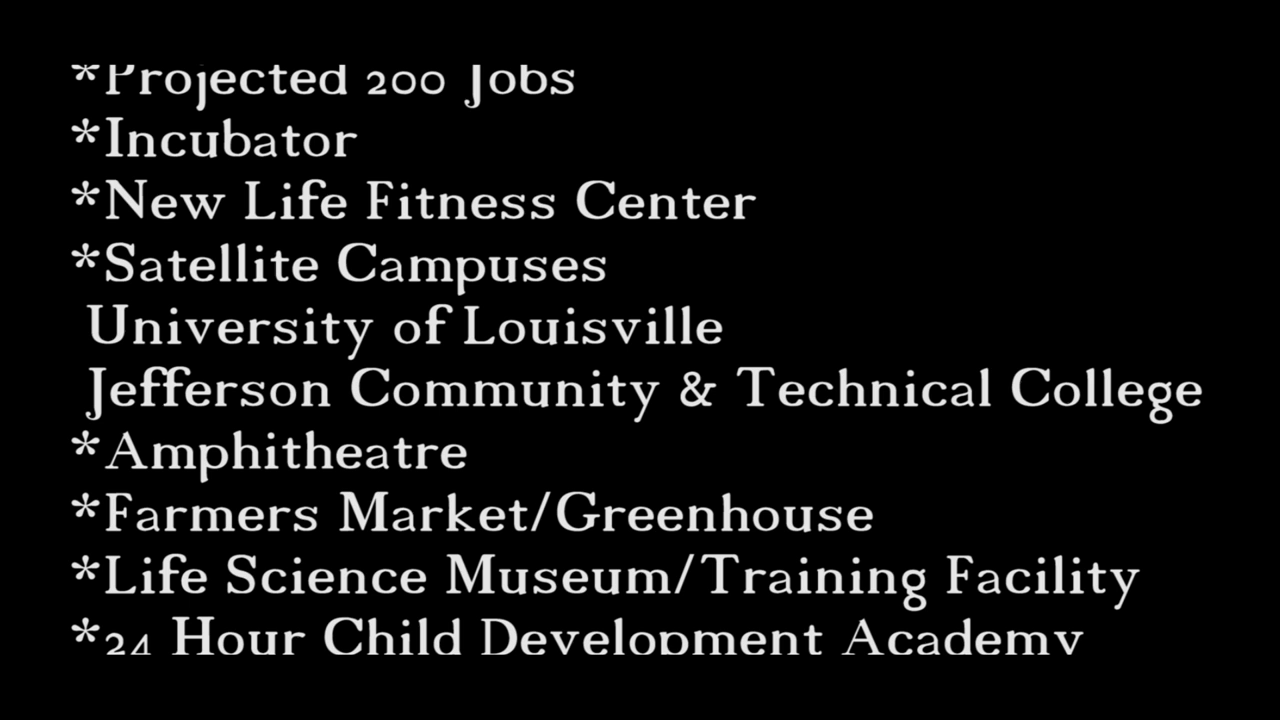 *Projected 200 Jobs
*Incubator
*New Life Fitness Center
*Satellite Campuses
University of Louisville
Jefferson Community & Technical College
*Amphitheatre
*Farmers Market/Greenhouse
*Life Science Museum/Training Facility
*24 Hour Child Development Academy